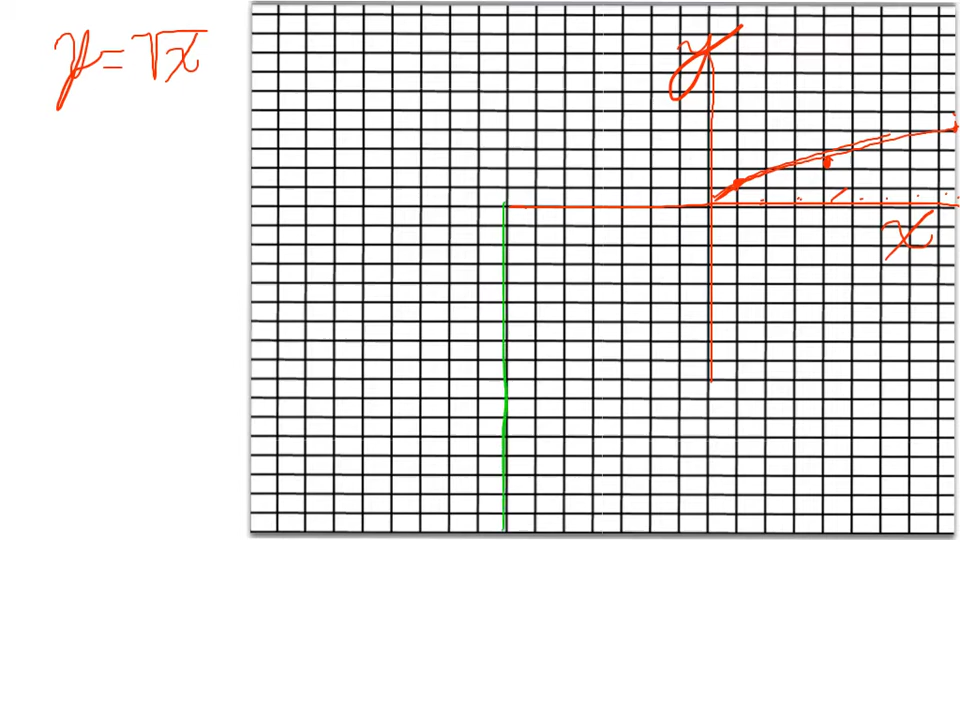 y = √x
y
x